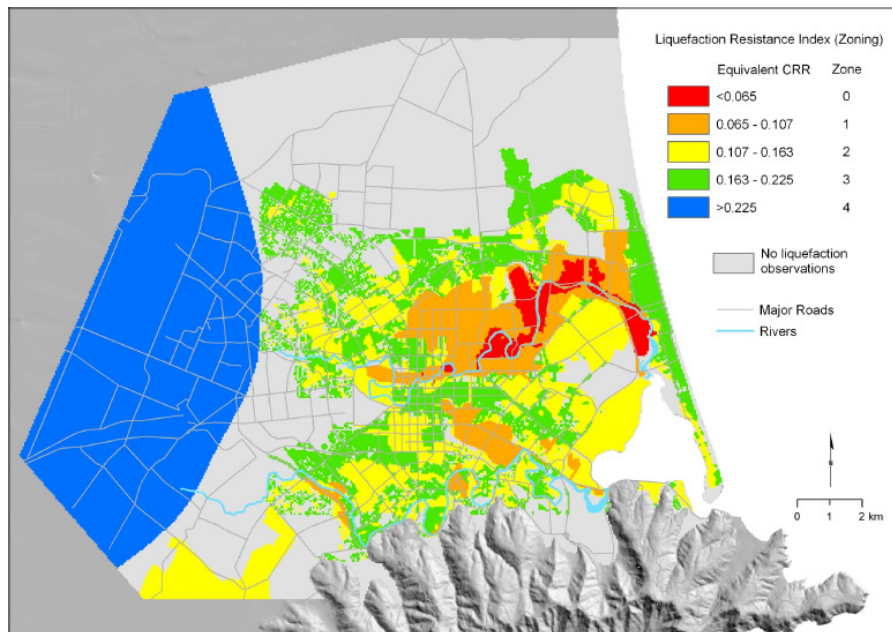 Liquefaction Resistance Index (Zoning)
Equivalent CRR Zone
<0.065 0
0.065 - 0.107 1
0.107 - 0.163 2
0.163 - 0.225 3
>0.225 4
No liquefaction
observations
Major Roads
Rivers
N
0 1 2 km